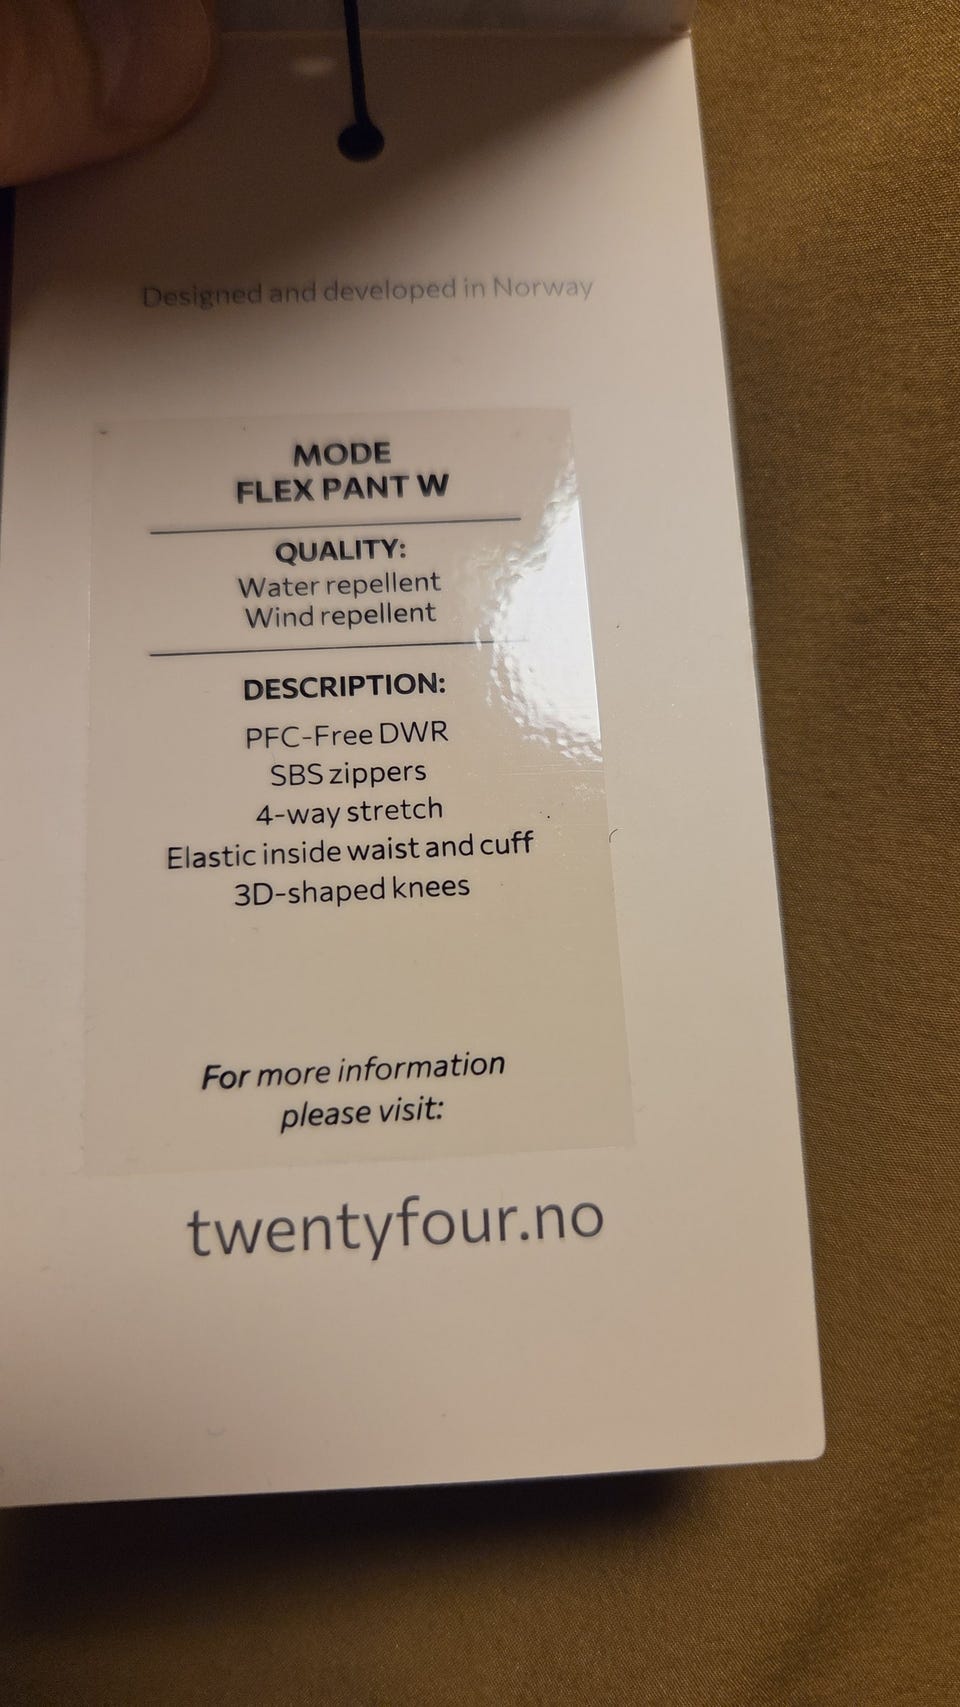 Designed and developed in Norway
MODE
FLEX PANT W
QUALITY:
Water repellent
Wind repellent
DESCRIPTION:
PFC-Free DWR
SBS zippers
4-way stretch
Elastic inside waist and cuff
3D-shaped knees
For more information
please visit:
twentyfour.no